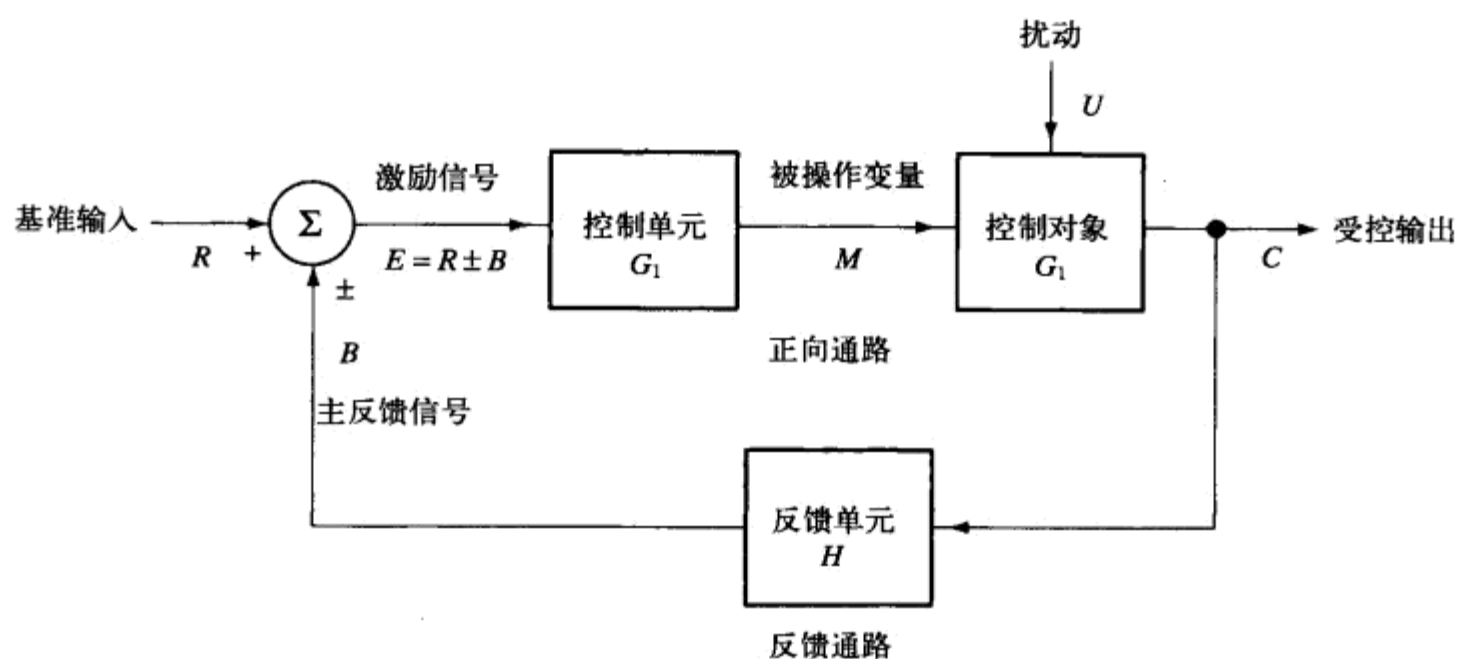 扰动
U
激励信号
被操作变量
基准输入
R
+
Σ
E = R ± B
控制单元
G₁
M
控制对象
G₁
C
受控输出
±
B
正向通路
主反馈信号
反馈单元
H
反馈通路